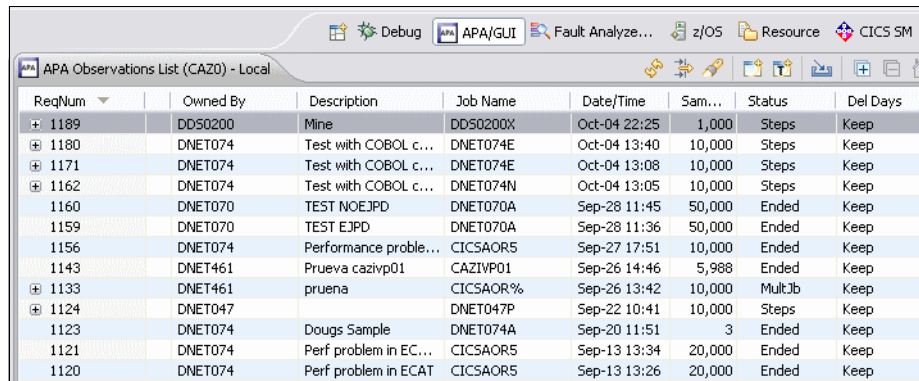 Debug APA APA/GUI Fault Analyze... z/OS Resource CICS SM
APA APA Observations List (CAZ0) - Local
ReqNum Owned By Description Job Name Date/Time Sam... Status Del Days
1189 DDS0200 Mine DDS0200X Oct-04 22:25 1,000 Steps Keep
1180 DNET074 Test with COBOL c... DNET074E Oct-04 13:40 10,000 Steps Keep
1171 DNET074 Test with COBOL c... DNET074E Oct-04 13:08 10,000 Steps Keep
1162 DNET074 Test with COBOL c... DNET074N Oct-04 13:05 10,000 Steps Keep
1160 DNET070 TEST NOEJPD DNET070A Sep-28 11:45 50,000 Ended Keep
1159 DNET070 TEST EJPD DNET070A Sep-28 11:36 50,000 Ended Keep
1156 DNET074 Performance proble... CICSAOR5 Sep-27 17:51 10,000 Ended Keep
1143 DNET461 Prueva cazivp01 CAZIVP01 Sep-26 14:46 5,988 Ended Keep
1133 DNET461 pruena CICSAOR% Sep-26 13:42 10,000 MultJb Keep
1124 DNET047 DNET047P Sep-22 10:41 10,000 Steps Keep
1123 DNET074 Dougs Sample DNET074A Sep-20 11:51 3 Ended Keep
1121 DNET074 Perf problem in EC... CICSAOR5 Sep-13 13:34 20,000 Ended Keep
1120 DNET074 Perf problem in ECAT CICSAOR5 Sep-13 13:26 20,000 Ended Keep